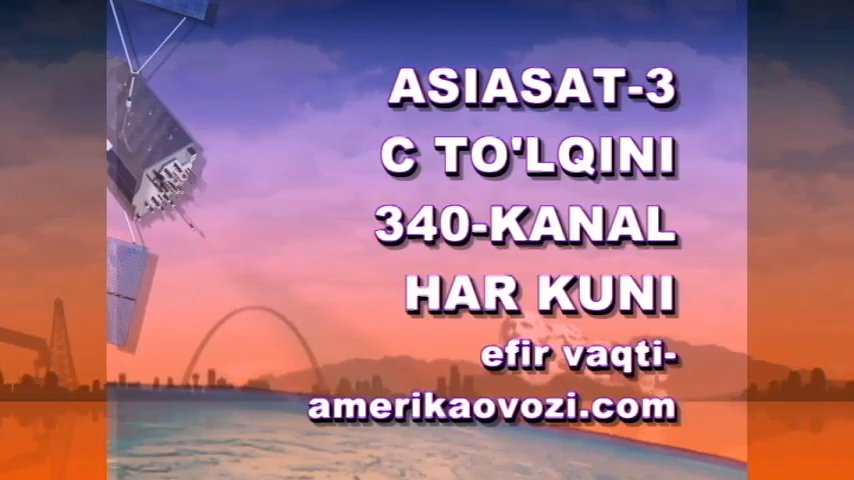 ASIASAT-3
C TO'LQINI
340-KANAL
HAR KUNI
efir vaqti-
amerikaovozi.com